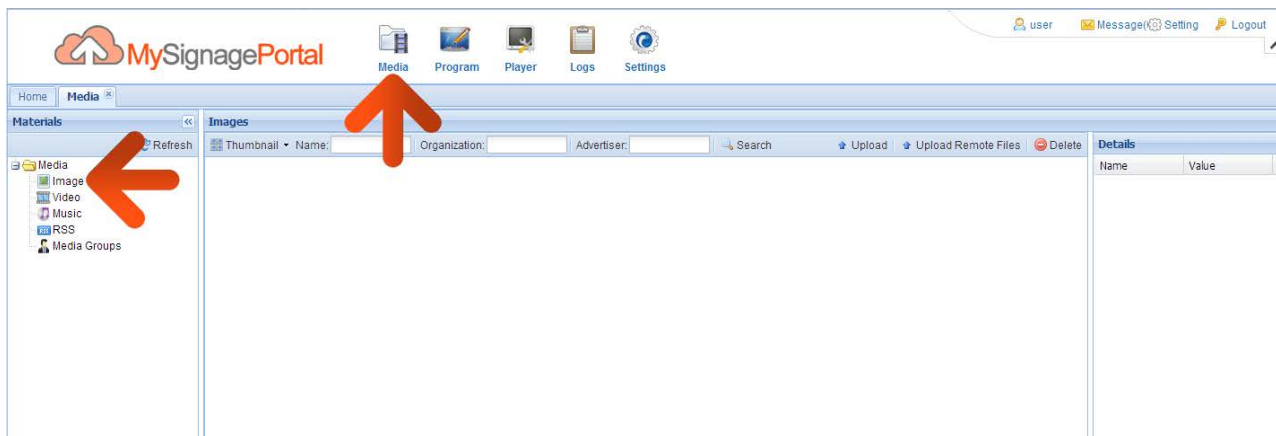 MySignagePortal
Media Program Player Logs Settings
user Message( Setting Logout
Home Media
Materials
Refresh
Media
Image
Video
Music
RSS
Media Groups
Images
Thumbnail Name: Organization: Advertiser: Search Upload Upload Remote Files Delete
Details
Name Value